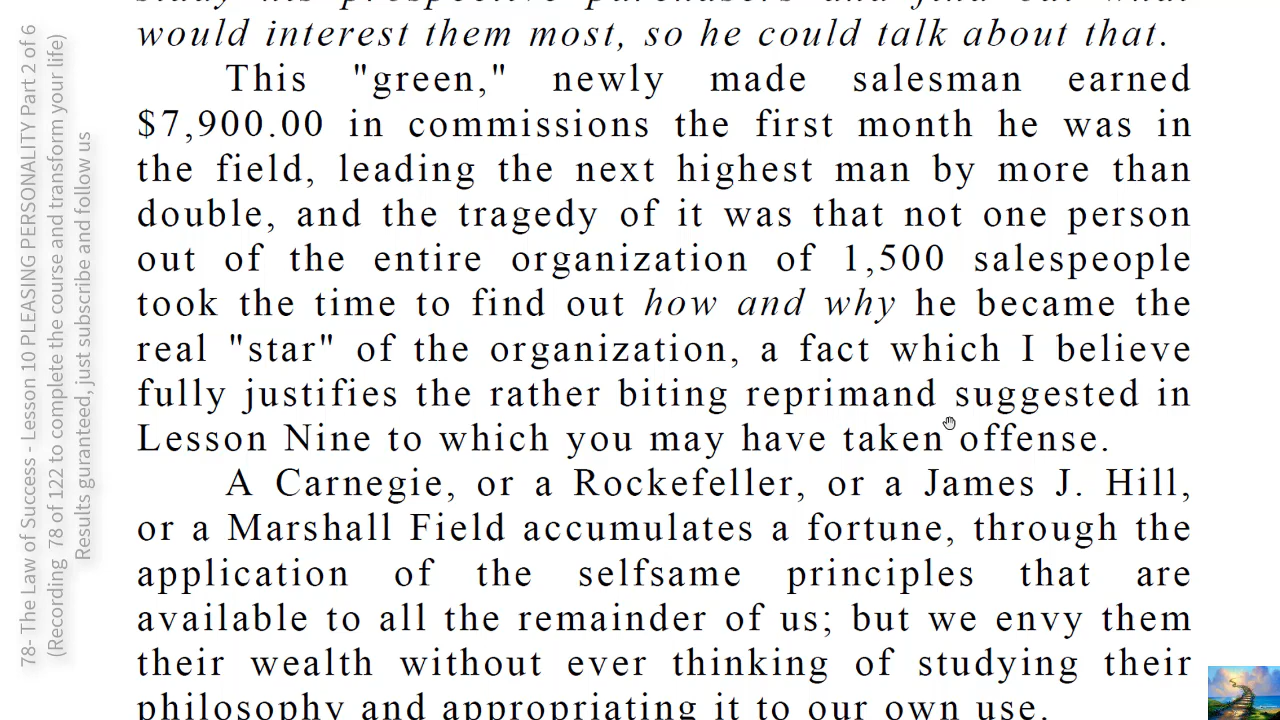 study his prospective purchasers and find out what
would interest them most, so he could talk about that.
This "green," newly made salesman earned
$7,900.00 in commissions the first month he was in
the field, leading the next highest man by more than
double, and the tragedy of it was that not one person
out of the entire organization of 1,500 salespeople
took the time to find out how and why he became the
real "star" of the organization, a fact which I believe
fully justifies the rather biting reprimand suggested in
Lesson Nine to which you may have taken offense.
A Carnegie, or a Rockefeller, or a James J. Hill,
or a Marshall Field accumulates a fortune, through the
application of the selfsame principles that are
available to all the remainder of us; but we envy them
their wealth without ever thinking of studying their
philosophy and appropriating it to our own use.
78- The Law of Success - Lesson 10 PLEASING PERSONALITY Part 2 of 6
(Recording 78 of 122 to complete the course and transform your life)
Results guranteed, just subscribe and follow us